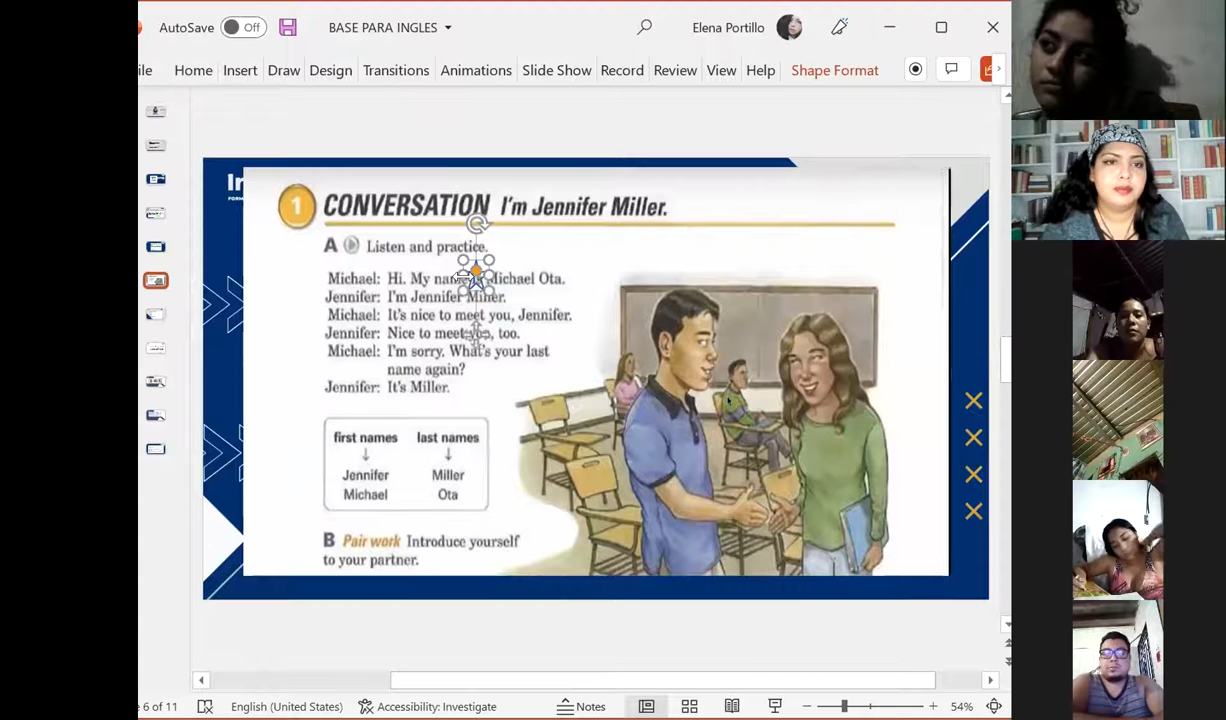 AutoSave Off BASE PARA INGLES Elena Portillo
ile Home Insert Draw Design Transitions Animations Slide Show Record Review View Help Shape Format
1 CONVERSATION I'm Jennifer Miller.
A Listen and practice.
Michael: Hi. My name Michael Ota.
Jennifer: I'm Jennifer Miller.
Michael: It's nice to meet you, Jennifer.
Jennifer: Nice to meet you, too.
Michael: I'm sorry. What's your last
name again?
Jennifer: It's Miller.
first names last names
↓ ↓
Jennifer Miller
Michael Ota
B Pair work Introduce yourself
to your partner.
e 6 of 11 English (United States) Accessibility: Investigate Notes 54%